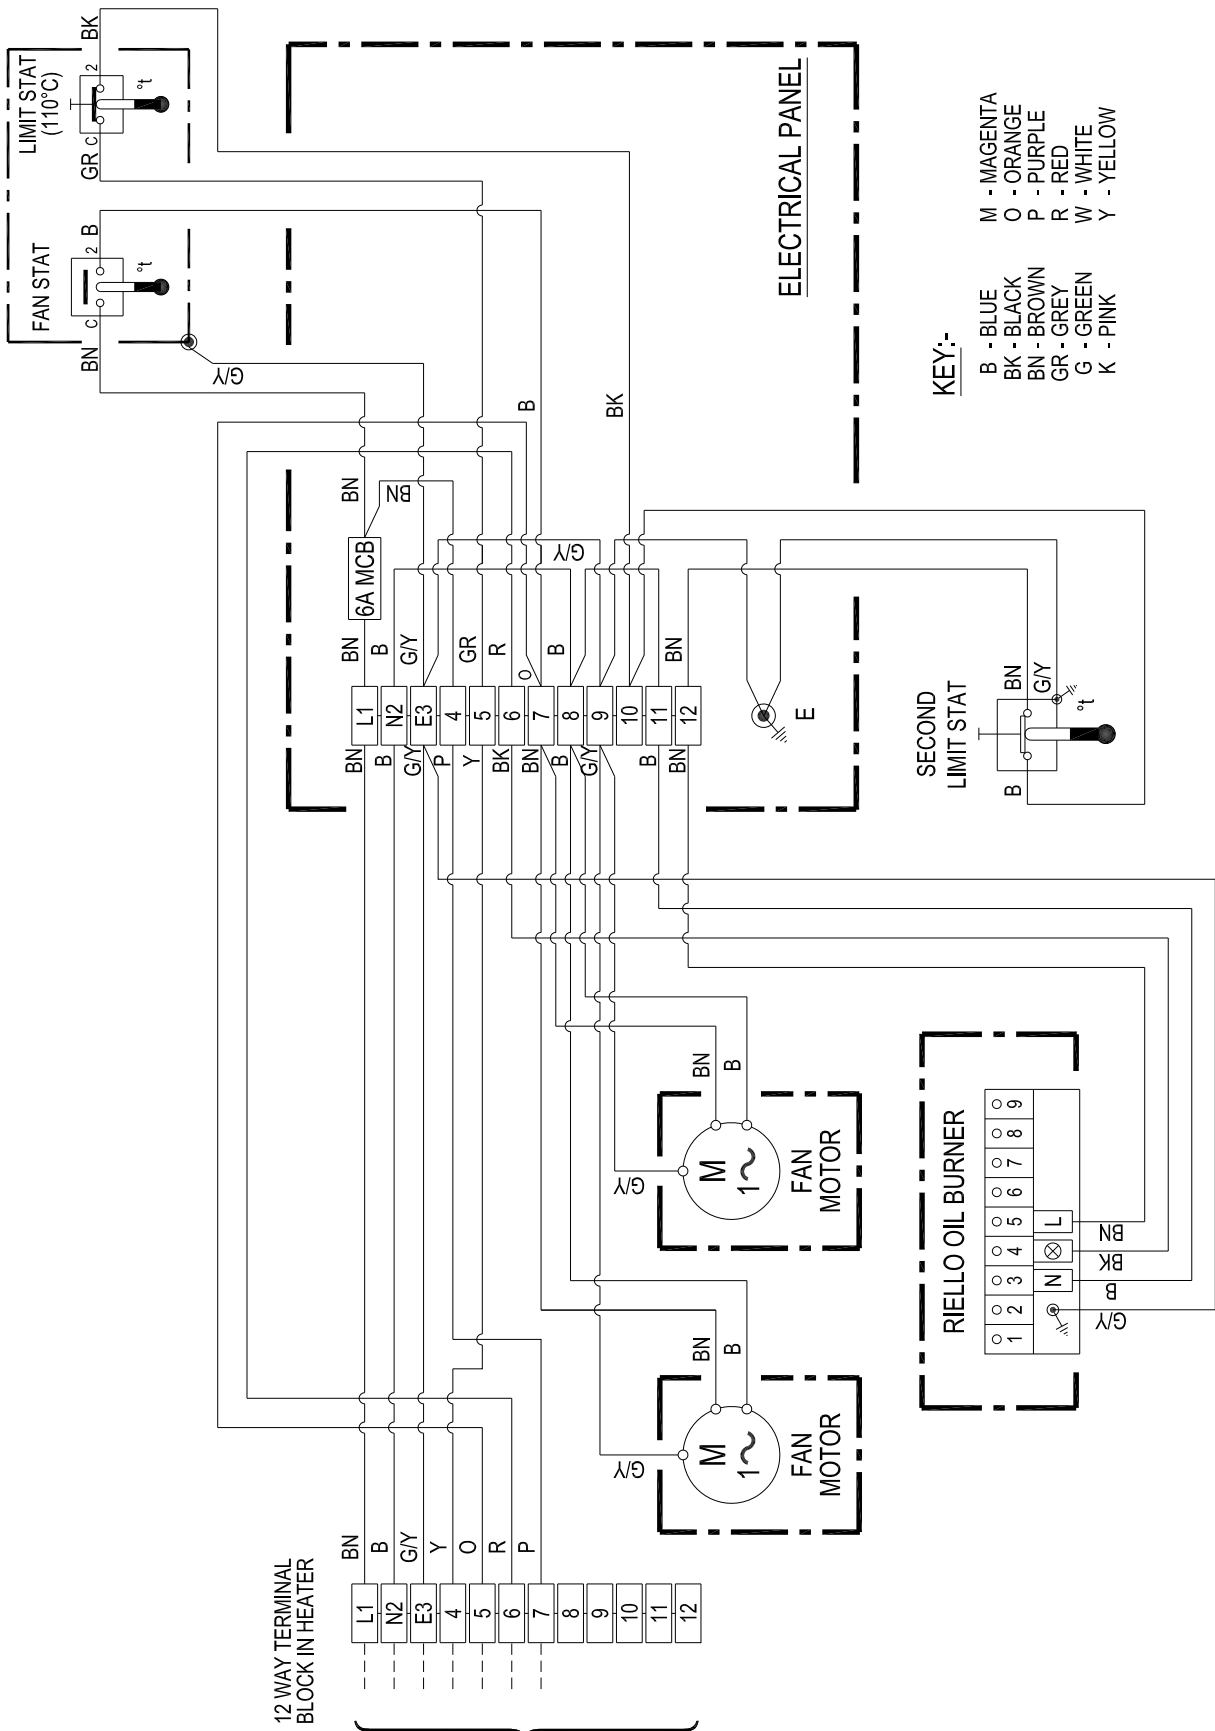 FAN STAT
LIMIT STAT
(110°C)
BN C 2 B
GR C 2 BK
°t
°t
G/Y
12 WAY TERMINAL
BLOCK IN HEATER
L1 BN BN L1 BN 6A MCB BN
BN
N2 B B N2 B
E3 G/Y G/Y E3 G/Y
4 Y P 4
5 O Y 5 GR
6 R BK 6 R
7 P BN 7 O B
8 B 8 B G/Y
9 G/Y 9
10 10 BK
11 B 11
12 BN 12 BN
G/Y
BN
B
M
1
FAN
MOTOR
G/Y
BN
B
M
1
FAN
MOTOR
E
ELECTRICAL PANEL
RIELLO OIL BURNER
1 2 3 4 5 6 7 8 9
N L
G/Y B BK BN
SECOND
LIMIT STAT
B BN
G/Y
°t
KEY:-
B - BLUE
BK - BLACK
BN - BROWN
GR - GREY
G - GREEN
K - PINK
M - MAGENTA
O - ORANGE
P - PURPLE
R - RED
W - WHITE
Y - YELLOW